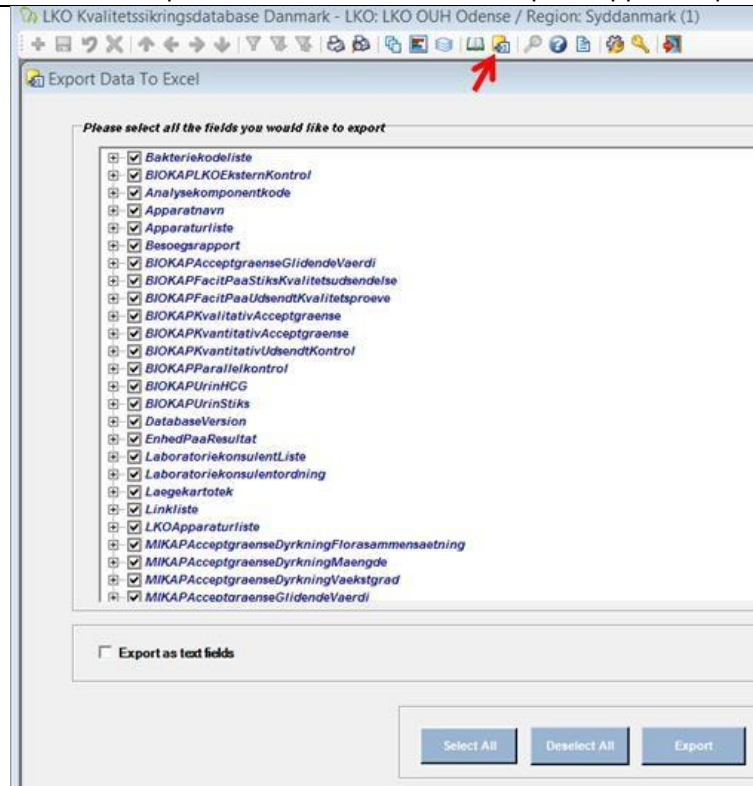 LKO Kvalitetssikringsdatabase Danmark - LKO: LKO OUH Odense / Region: Syddanmark (1)
Export Data To Excel
Please select all the fields you would like to export
Bakteriekodeliste
BIOKAPLKOEksternKontrol
Analysekomponentkode
Apparatnavn
Apparaturliste
Besoegsrapport
BIOKAPAcceptgraenseGlidendeVaerdi
BIOKAPFacitPaaStiksKvalitetsudsendelse
BIOKAPFacitPaaUdsendtKvalitetsproeve
BIOKAPKvalitativAcceptgraense
BIOKAPKvantitativAcceptgraense
BIOKAPKvantitativUdsendtKontrol
BIOKAPParallelkontrol
BIOKAPUrinHCG
BIOKAPUrinStiks
DatabaseVersion
EnhedPaaResultat
LaboratoriekonsulentListe
Laboratoriekonsulentordning
Laegekartotek
Linkliste
LKOApparaturliste
MIKAPAcceptgraenseDyrkningFlorasammensaetning
MIKAPAcceptgraenseDyrkningMaengde
MIKAPAcceptgraenseDyrkningVaekstgrad
MIKAPAcceptgraenseGlidendeVaerdi
Export as text fields
Select All Deselect All Export